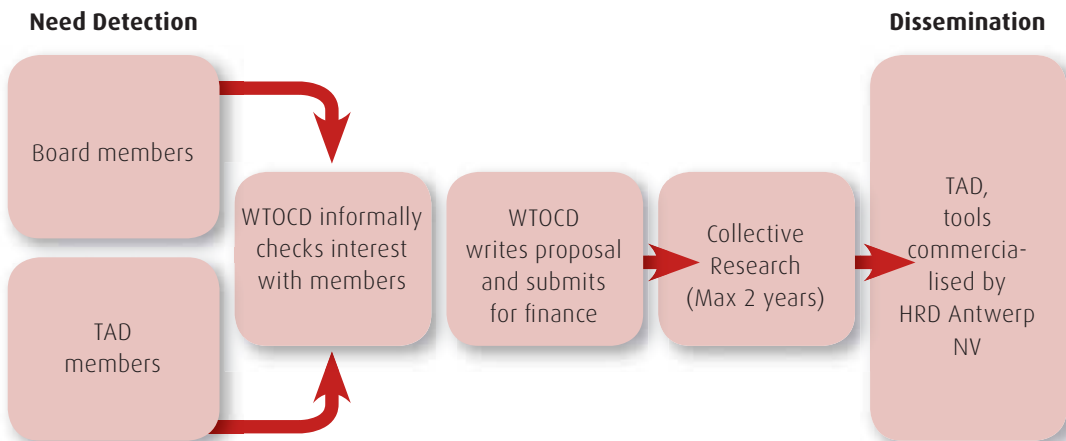 Need Detection
Dissemination
Board members
TAD
members
WTOCD informally
checks interest
with members
WTOCD
writes proposal
and submits
for finance
Collective
Research
(Max 2 years)
TAD,
tools
commercia-
lised by
HRD Antwerp
NV